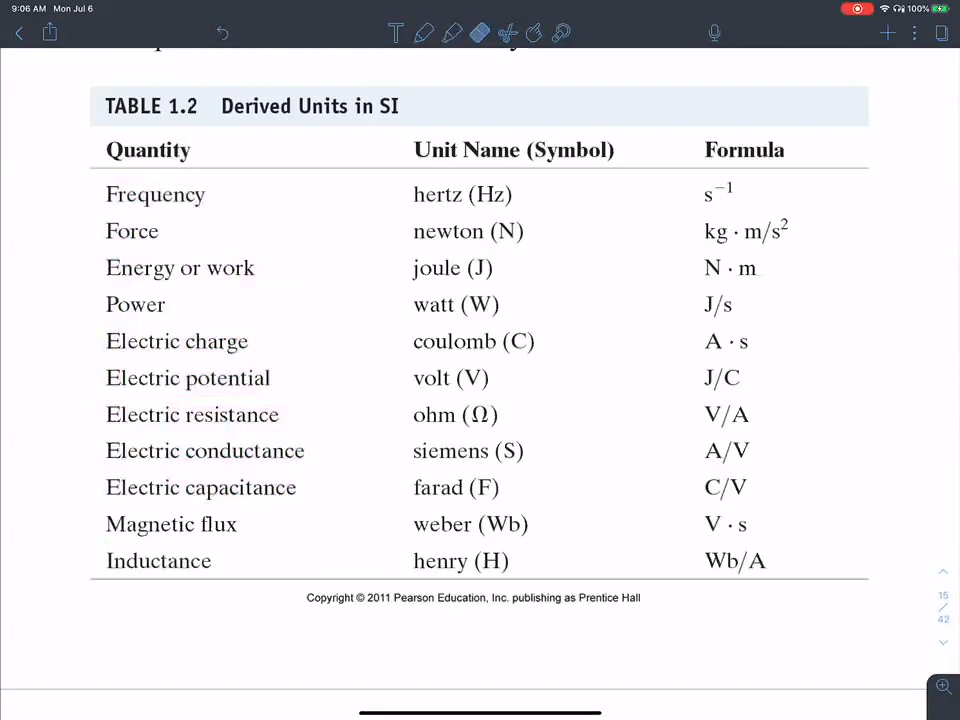 9:06 AM Mon Jul 6 100%
TABLE 1.2 Derived Units in SI
Quantity Unit Name (Symbol) Formula
Frequency hertz (Hz) s⁻¹
Force newton (N) kg · m/s²
Energy or work joule (J) N · m
Power watt (W) J/s
Electric charge coulomb (C) A · s
Electric potential volt (V) J/C
Electric resistance ohm (Ω) V/A
Electric conductance siemens (S) A/V
Electric capacitance farad (F) C/V
Magnetic flux weber (Wb) V · s
Inductance henry (H) Wb/A
Copyright © 2011 Pearson Education, Inc. publishing as Prentice Hall
15
/
42